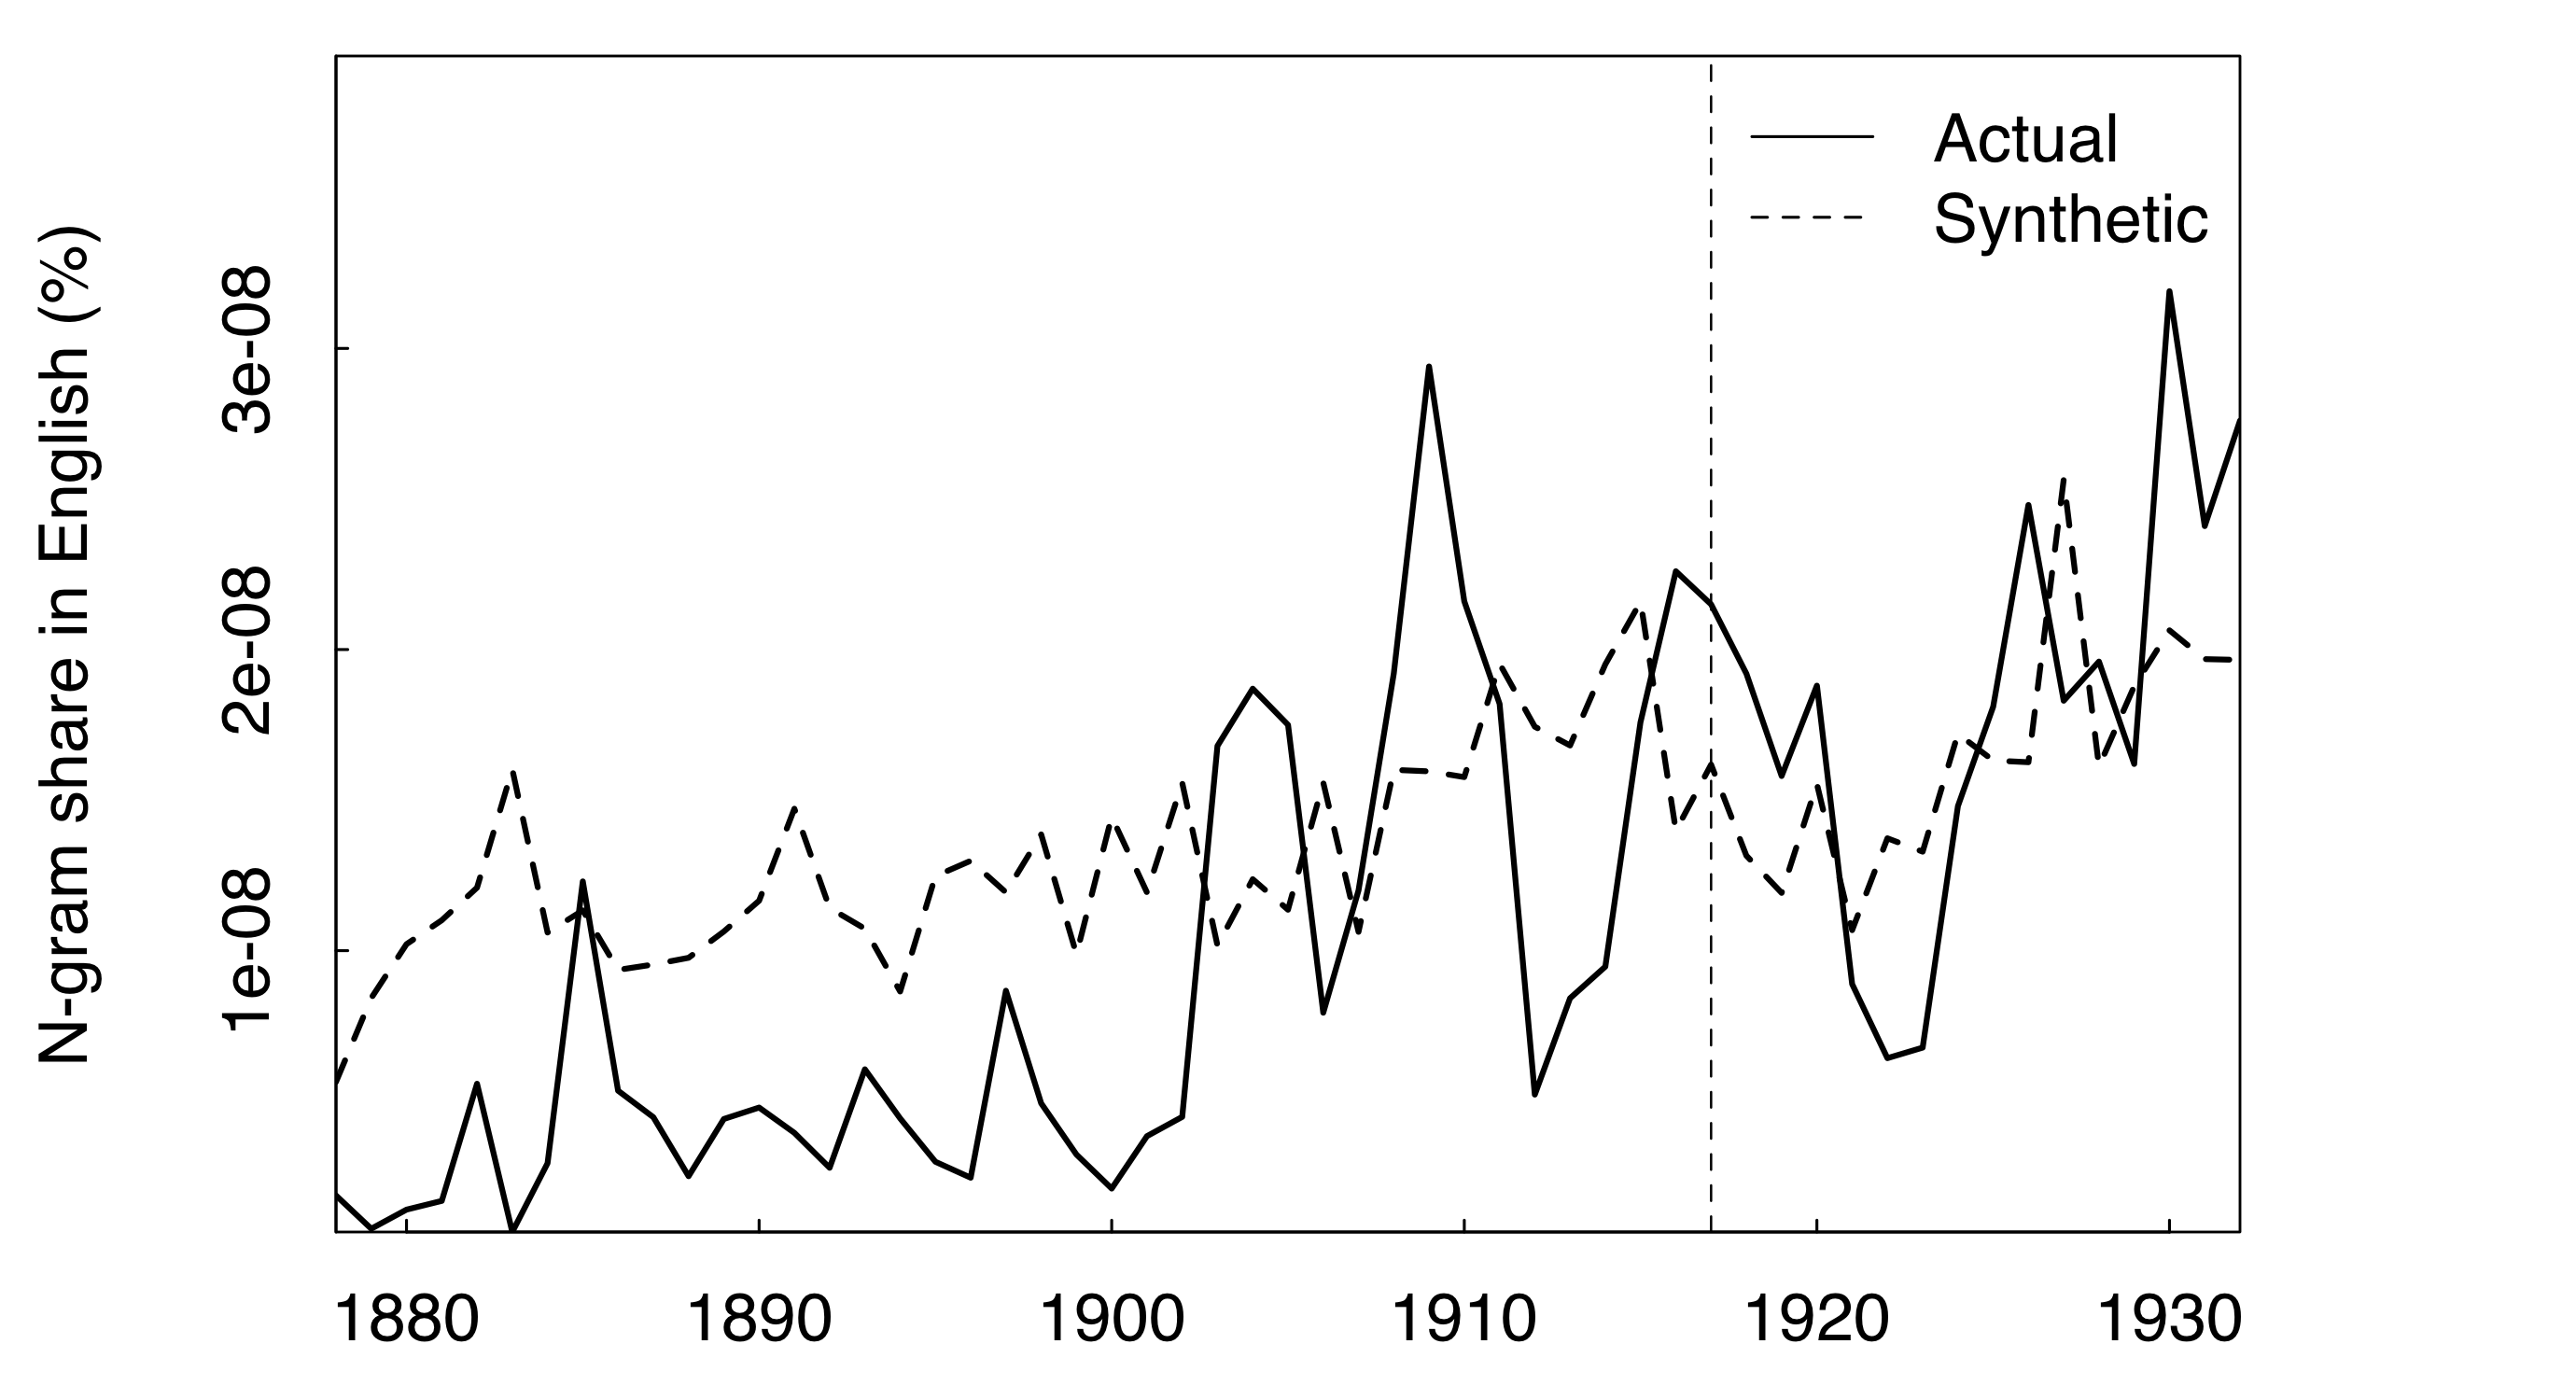 Actual
Synthetic
N-gram share in English (%)
3e-08
2e-08
1e-08
1880 1890 1900 1910 1920 1930